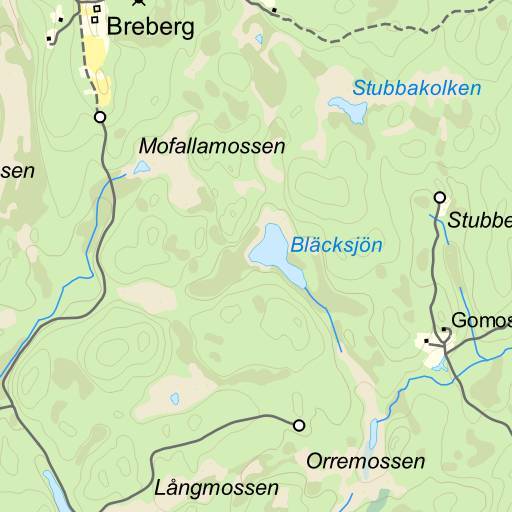 Breberg
Stubbakolken
Mofallamossen
sen
Stubbe
Bläcksjön
Gomos
Orremossen
Långmossen